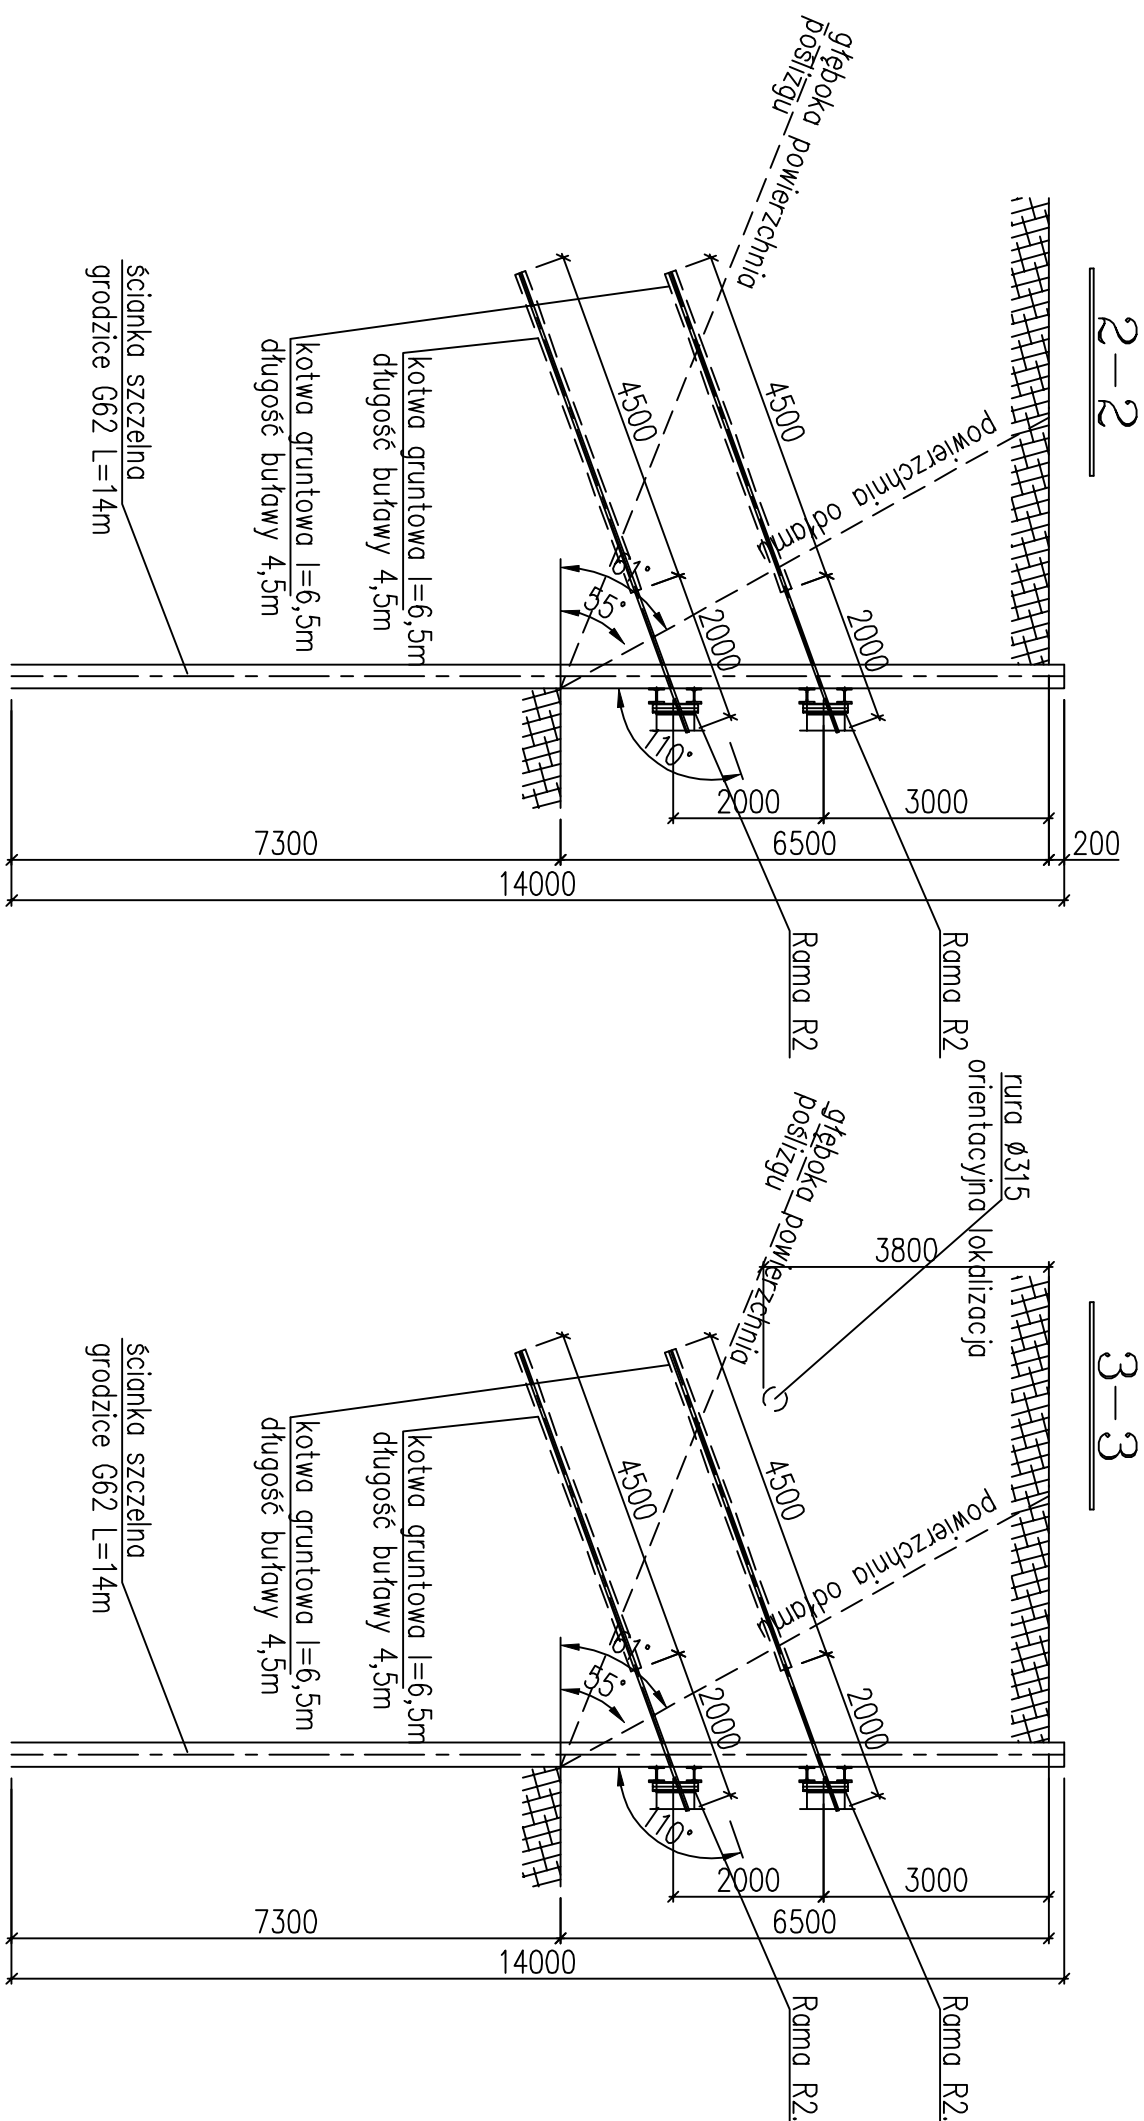 2-2
głęboka powierzchnia
poślizgu
powierzchnia odłamu
4500
2000
4500
2000
61°
55°
110°
kotwa gruntowa l=6,5m
długość buławy 4,5m
kotwa gruntowa l=6,5m
długość buławy 4,5m
ścianka szczelna
grodzice G62 L=14m
200
3000
2000
6500
7300
14000
Rama R2
Rama R2
3-3
rura ø315
orientacyjna lokalizacja
3800
głęboka powierzchnia
poślizgu
powierzchnia odłamu
4500
2000
4500
2000
61°
55°
110°
kotwa gruntowa l=6,5m
długość buławy 4,5m
kotwa gruntowa l=6,5m
długość buławy 4,5m
ścianka szczelna
grodzice G62 L=14m
3000
2000
6500
7300
14000
Rama R2.
Rama R2.